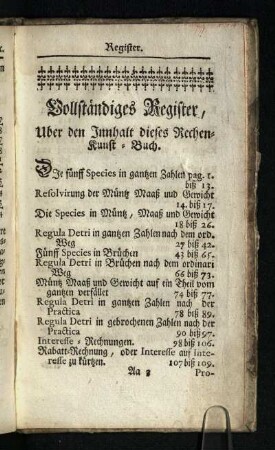 Register.
Vollständiges Register,
Uber den Innhalt dieses Rechen-
Kunst-Buch.
DIe fünff Species in gantzen Zahlen pag. 1.
biß 13.
Resolvirung der Müntz Maaß und Gewicht
14. biß 17.
Die Species in Müntz, Maaß und Gewicht
18 biß 26.
Regula Detri in gantzen Zahlen nach dem ord.
Weg 27 biß 42.
Fünff Species in Brüchen 43 biß 65.
Regula Detri in Brüchen nach dem ordinari
Weg 66 biß 73.
Müntz Maaß und Gewicht auf ein Theil vom
gantzen verfället 74 biß 77.
Regula Detri in gantzen Zahlen nach der
Practica 78 biß 89.
Regula Detri in gebrochenen Zahlen nach der
Practica 90 biß 97.
Interesse-Rechnungen. 98 biß 106.
Rabatt-Rechnung, oder Interesse auf Inte-
resse zu kürtzen. 107 biß 109.
Aa 3 Pro-